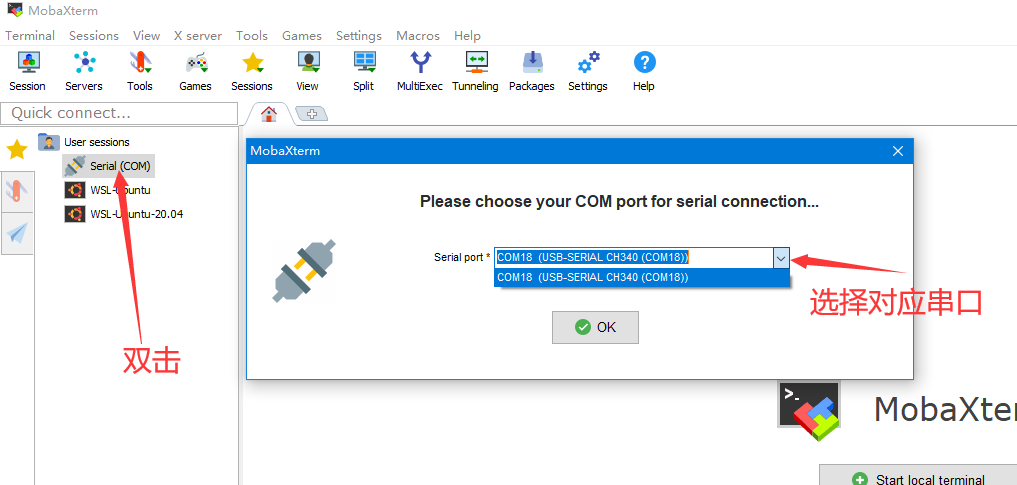 MobaXterm
Terminal Sessions View X server Tools Games Settings Macros Help
Session Servers Tools Games Sessions View Split MultiExec Tunneling Packages Settings Help
Quick connect...
User sessions
Serial (COM)
WSL-Ubuntu
WSL-Ubuntu-20.04
双击
MobaXterm
Please choose your COM port for serial connection...
Serial port * COM18 (USB-SERIAL CH340 (COM18))
COM18 (USB-SERIAL CH340 (COM18))
选择对应串口
OK
MobaXter
Start local terminal